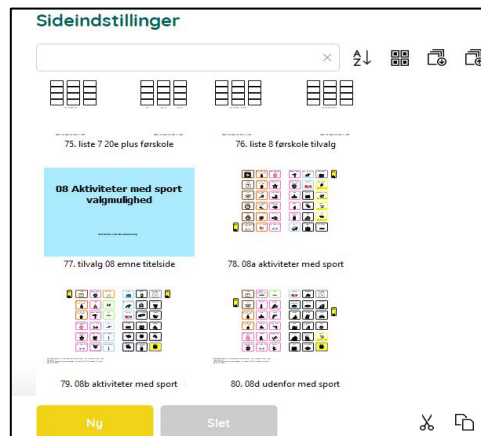 Sideindstillinger
75. liste 7 20e plus førskole
76. liste 8 førskole tilvalg
08 Aktiviteter med sport
valgmulighed
77. tilvalg 08 emne titelside
78. 08a aktiviteter med sport
79. 08b aktiviteter med sport
80. 08d udenfor med sport
Ny
Slet